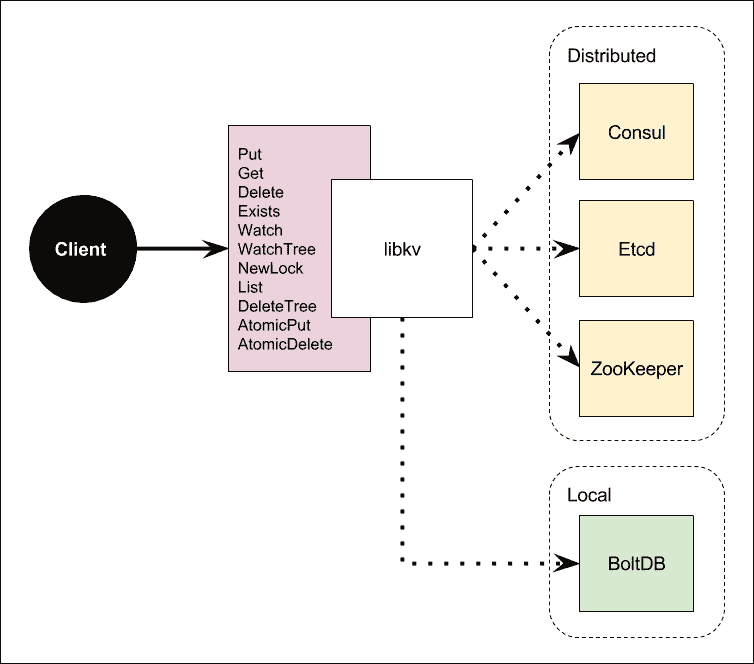 Client
Put
Get
Delete
Exists
Watch
WatchTree
NewLock
List
DeleteTree
AtomicPut
AtomicDelete
libkv
Distributed
Consul
Etcd
ZooKeeper
Local
BoltDB